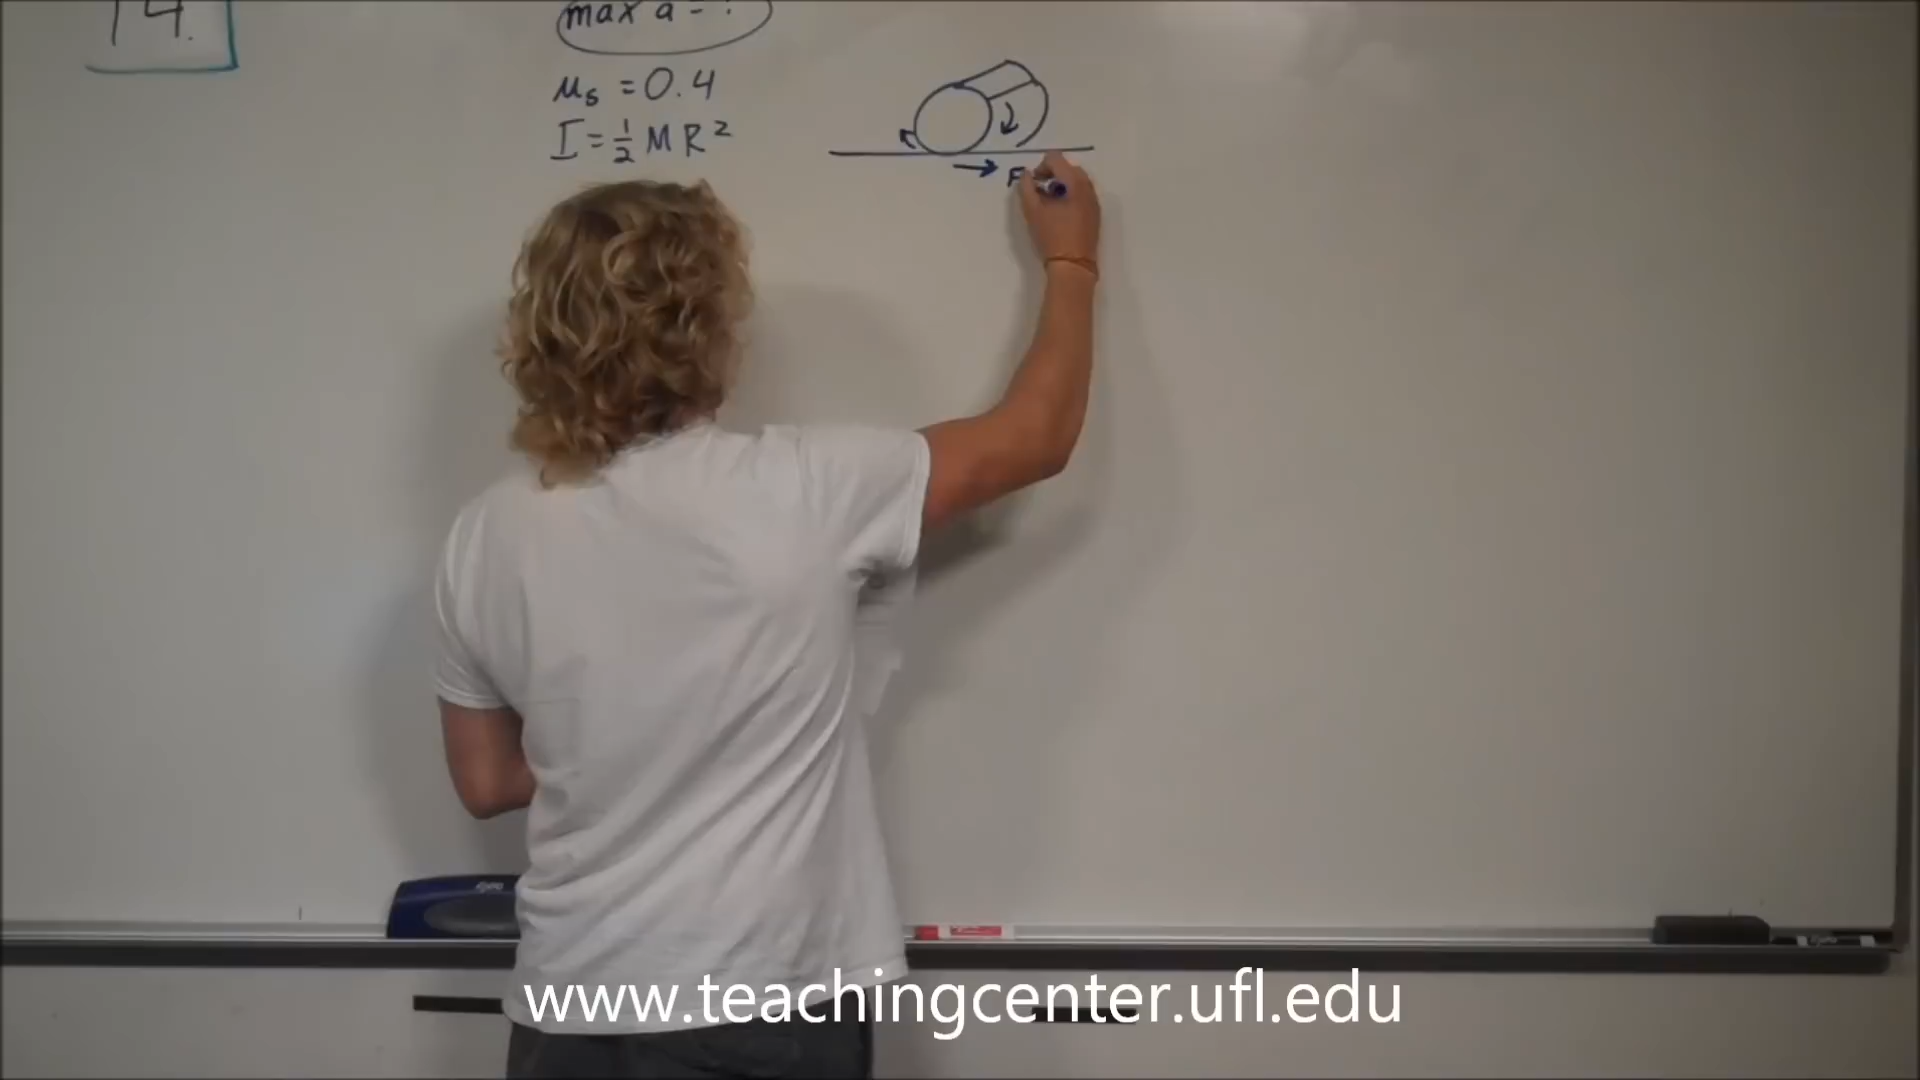 14.
max a = ?
μs = 0.4
I = 1/2 M R²
F
www.teachingcenter.ufl.edu